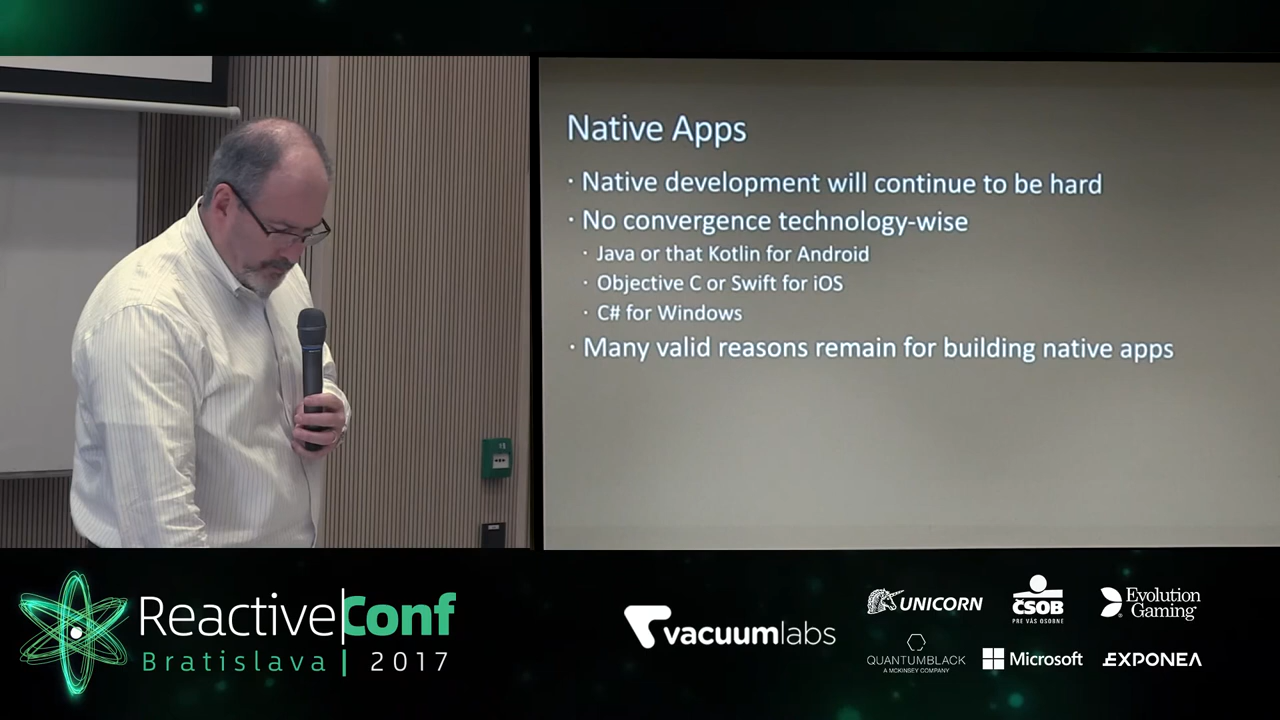 Native Apps
· Native development will continue to be hard
· No convergence technology-wise
· Java or that Kotlin for Android
· Objective C or Swift for iOS
· C# for Windows
· Many valid reasons remain for building native apps
Reactive|Conf
Bratislava | 2017
vacuumlabs
UNICORN
ČSOB
PRE VÁS OSOBNE
Evolution
Gaming
QUANTUMBLACK
A MCKINSEY COMPANY
Microsoft
EXPONEA